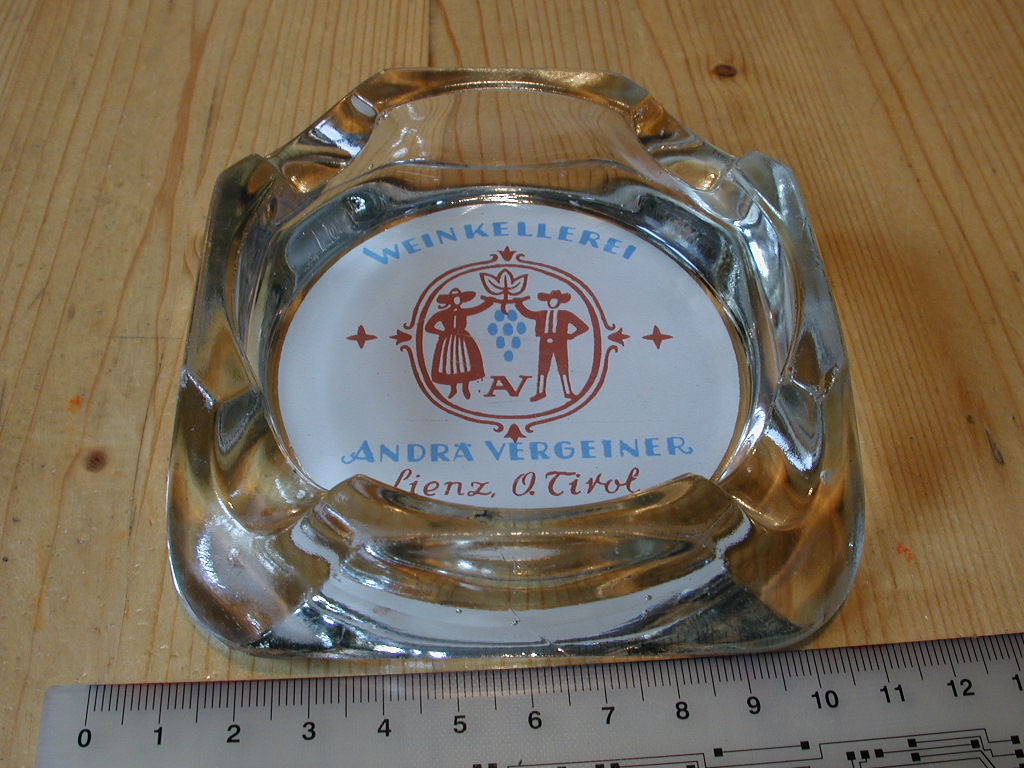 WEINKELLEREI
AV
ANDRÄ VERGEINER
Lienz, O. Tirol
0 1 2 3 4 5 6 7 8 9 10 11 12